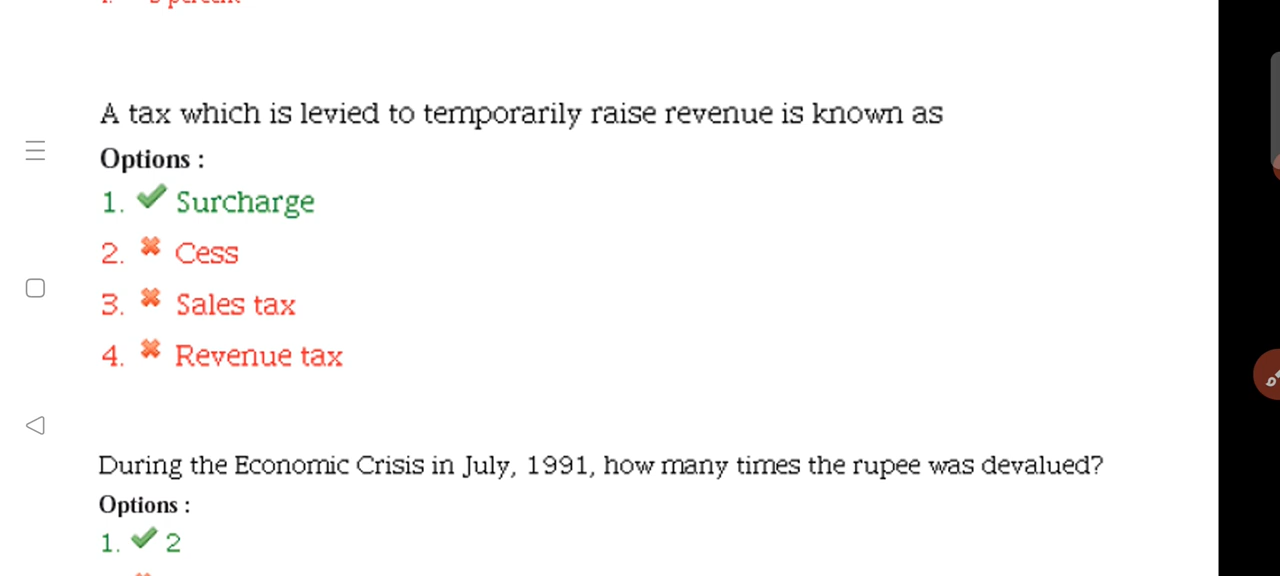 A tax which is levied to temporarily raise revenue is known as
Options :
1. Surcharge
2. Cess
3. Sales tax
4. Revenue tax
During the Economic Crisis in July, 1991, how many times the rupee was devalued?
Options :
1. 2